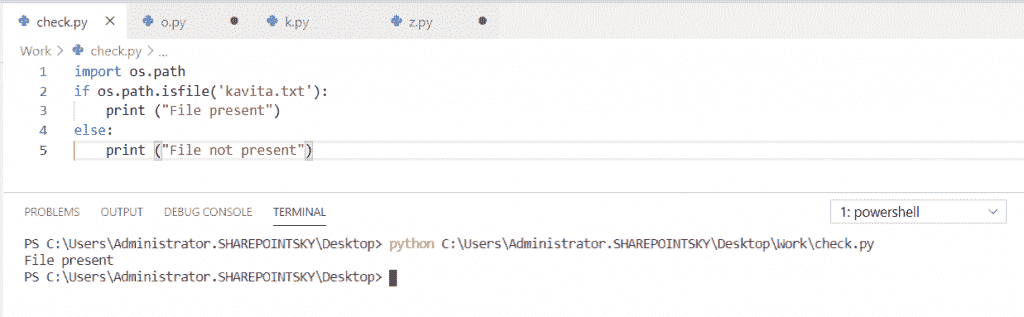 check.py × o.py k.py z.py
Work > check.py > ...
1 import os.path
2 if os.path.isfile('kavita.txt'):
3 print ("File present")
4 else:
5 print ("File not present")
PROBLEMS OUTPUT DEBUG CONSOLE TERMINAL 1: powershell
PS C:\Users\Administrator.SHAREPOINTSKY\Desktop> python C:\Users\Administrator.SHAREPOINTSKY\Desktop\Work\check.py
File present
PS C:\Users\Administrator.SHAREPOINTSKY\Desktop>